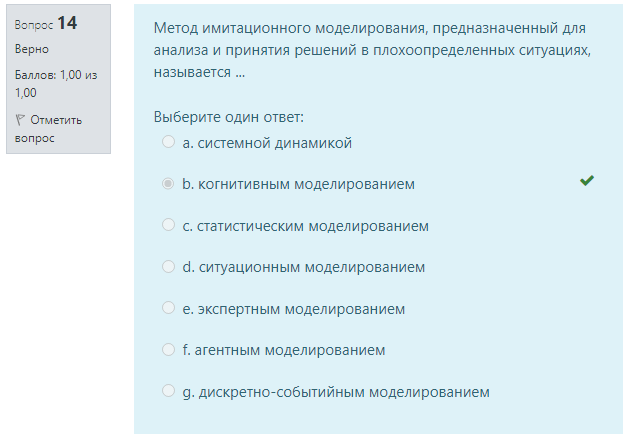 Вопрос 14
Верно
Баллов: 1,00 из
1,00
Отметить
вопрос
Метод имитационного моделирования, предназначенный для
анализа и принятия решений в плохоопределенных ситуациях,
называется ...
Выберите один ответ:
a. системной динамикой
b. когнитивным моделированием
c. статистическим моделированием
d. ситуационным моделированием
e. экспертным моделированием
f. агентным моделированием
g. дискретно-событийным моделированием